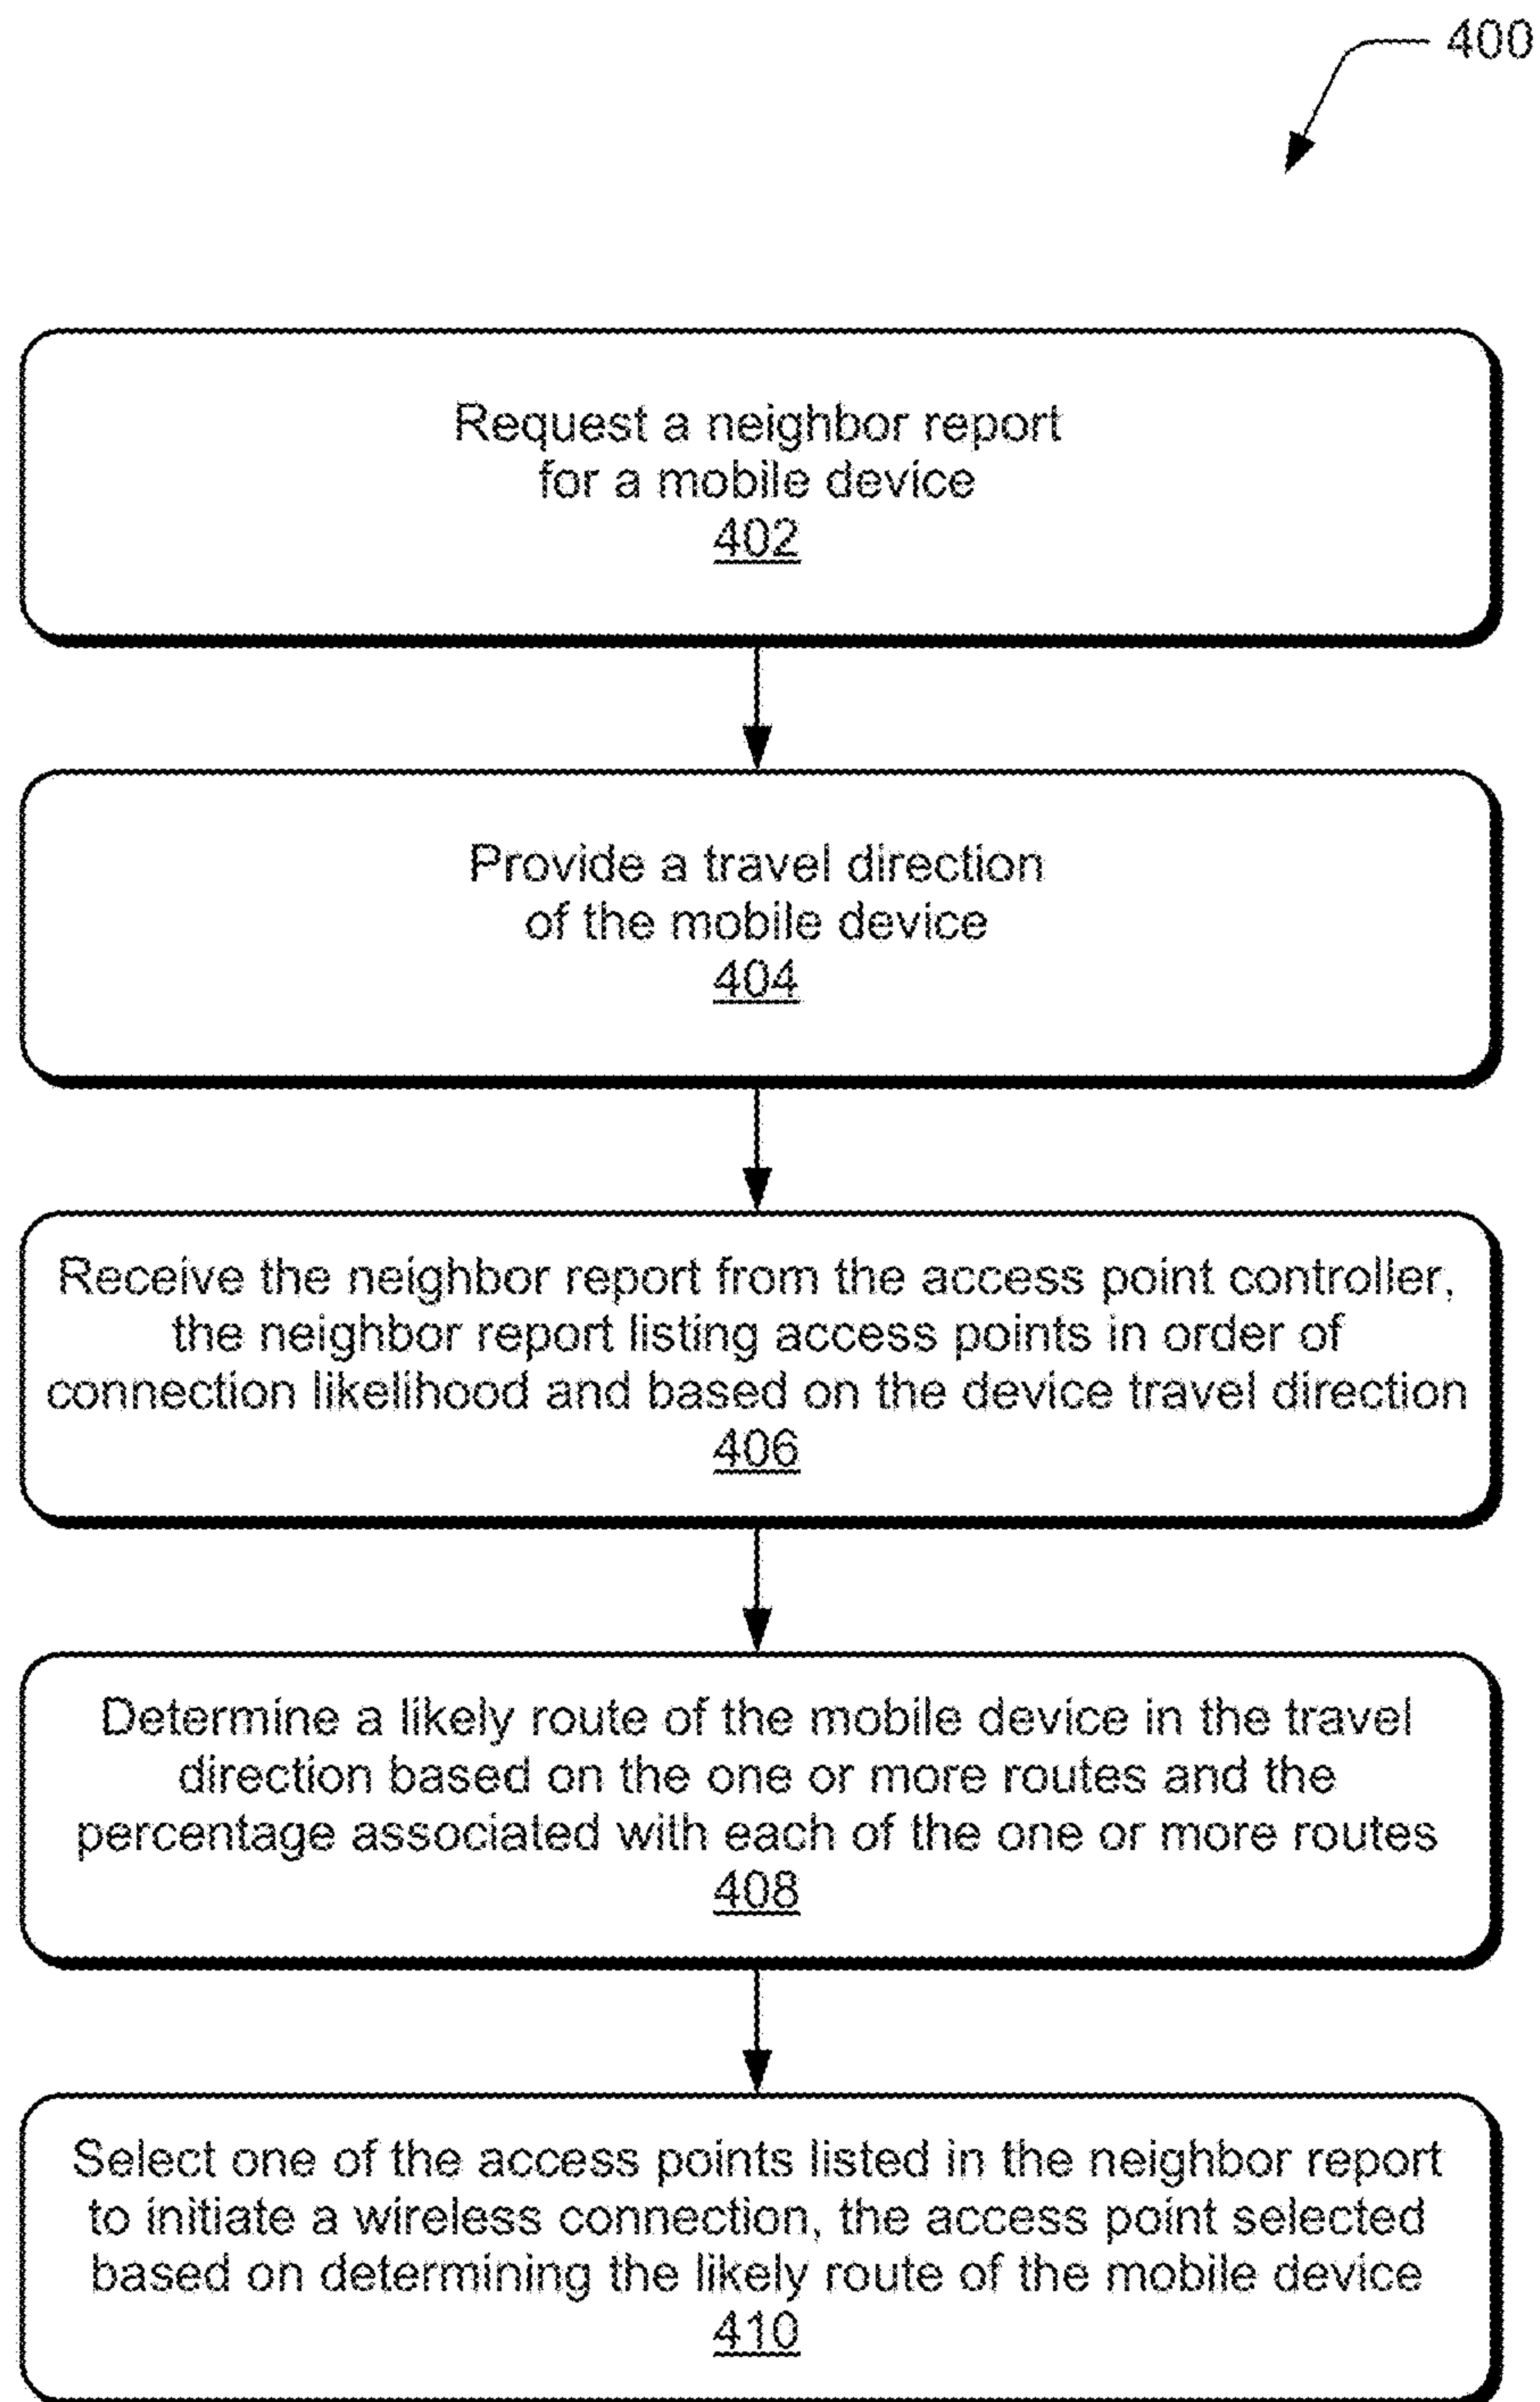 400
Request a neighbor report
for a mobile device
402
Provide a travel direction
of the mobile device
404
Receive the neighbor report from the access point controller,
the neighbor report listing access points in order of
connection likelihood and based on the device travel direction
406
Determine a likely route of the mobile device in the travel
direction based on the one or more routes and the
percentage associated with each of the one or more routes
408
Select one of the access points listed in the neighbor report
to initiate a wireless connection, the access point selected
based on determining the likely route of the mobile device
410